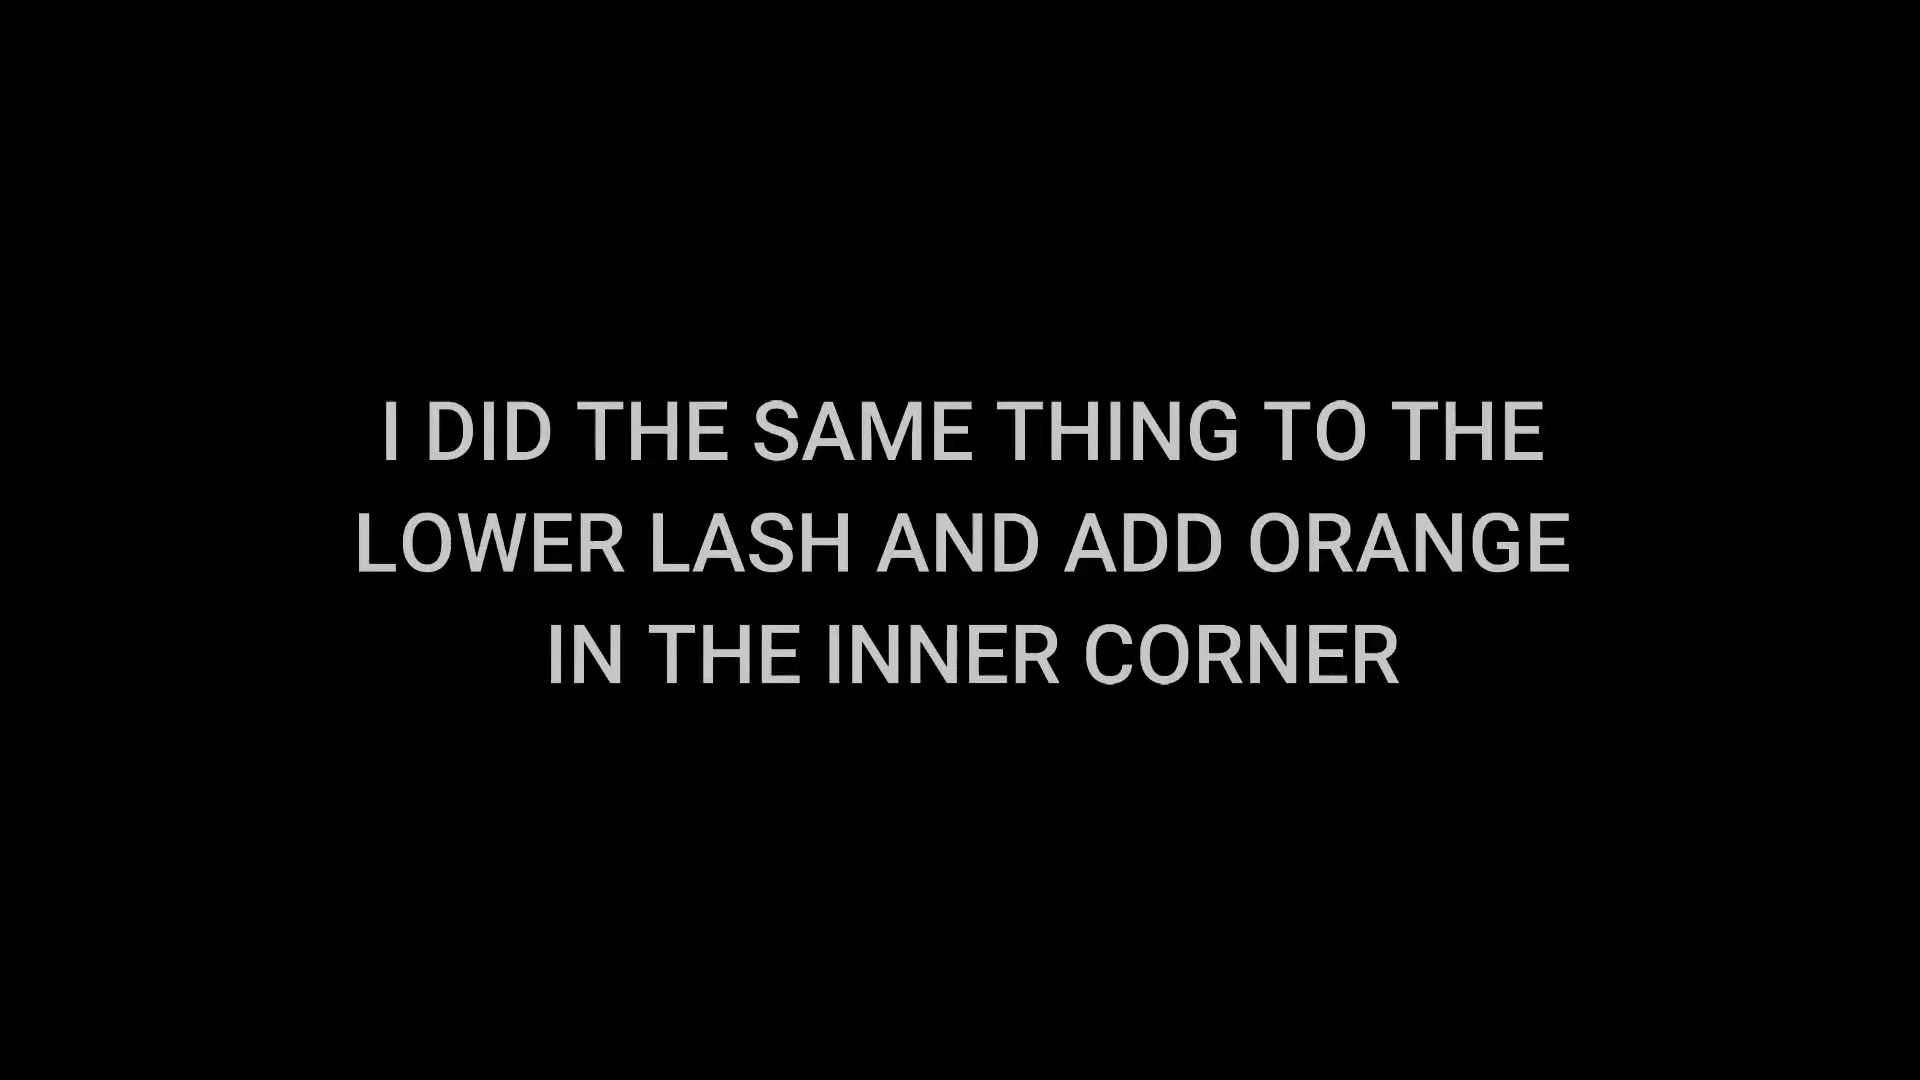 I DID THE SAME THING TO THE
LOWER LASH AND ADD ORANGE
IN THE INNER CORNER